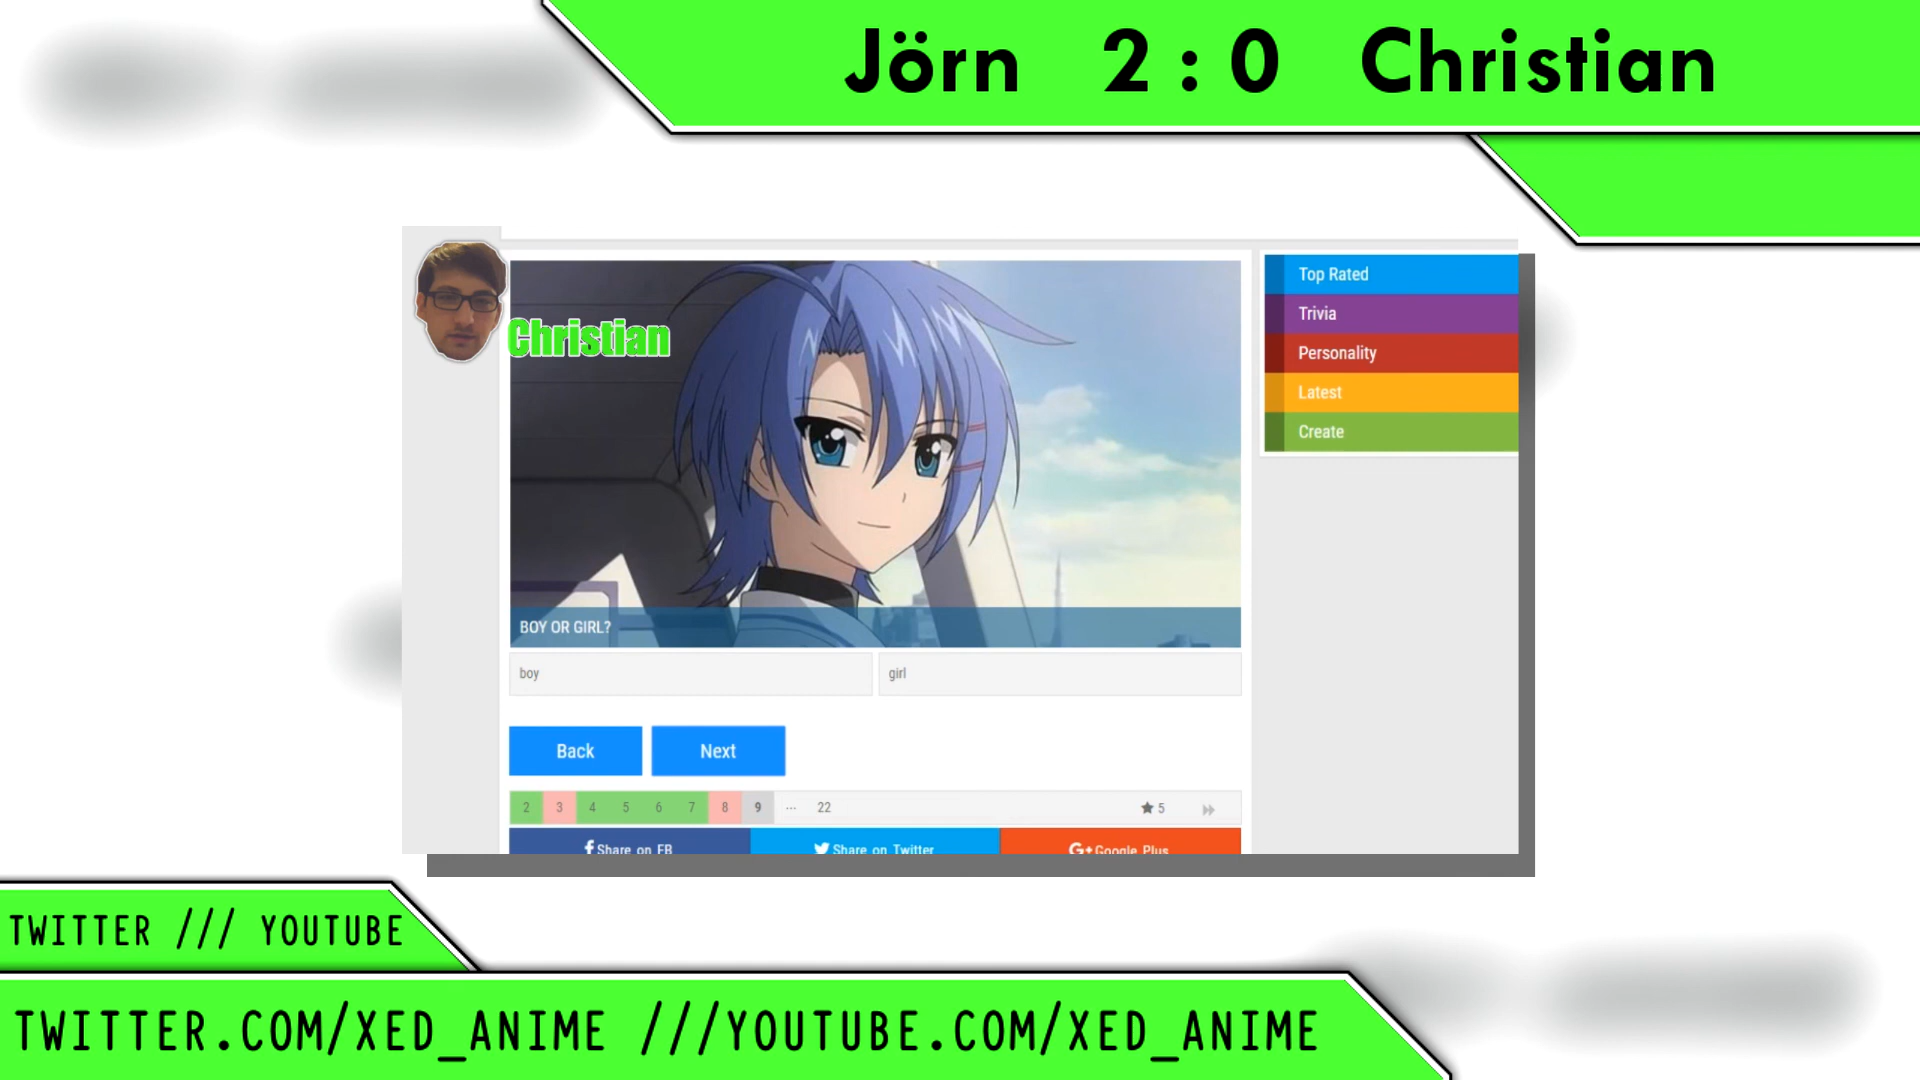 Jörn 2 : 0 Christian
Christian
Top Rated
Trivia
Personality
Latest
Create
BOY OR GIRL?
boy girl
Back Next
2 3 4 5 6 7 8 9 ... 22 5
Share on FB Share on Twitter G+ Google Plus
TWITTER /// YOUTUBE
TWITTER.COM/XED_ANIME ///YOUTUBE.COM/XED_ANIME